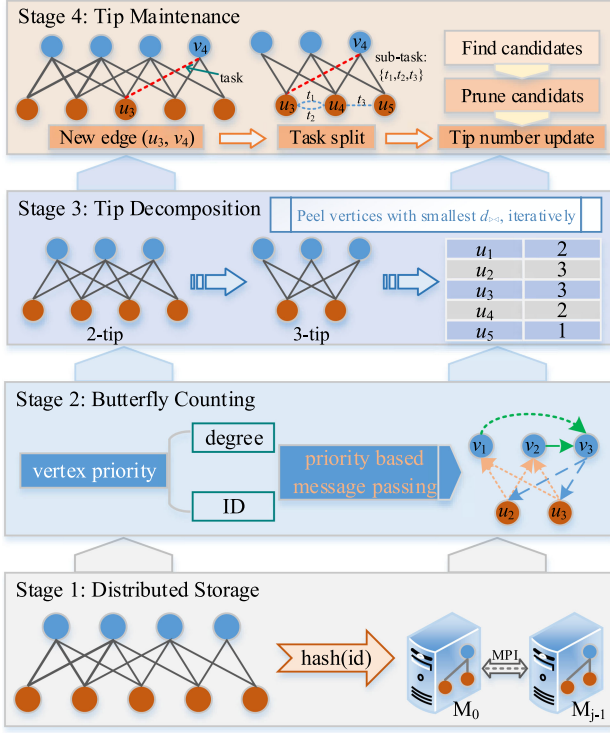 Stage 4: Tip Maintenance
v4
task
u3
New edge (u3, v4)
v4
sub-task:
{t1,t2,t3}
t1
t2
t3
u3
u4
u5
Task split
Find candidates
Prune candidats
Tip number update
Stage 3: Tip Decomposition
Peel vertices with smallest d⋈, iteratively
2-tip
3-tip
u1 2
u2 3
u3 3
u4 2
u5 1
Stage 2: Butterfly Counting
vertex priority
degree
ID
priority based
message passing
v1
v2
v3
u2
u3
Stage 1: Distributed Storage
hash(id)
MPI
M0
Mj-1